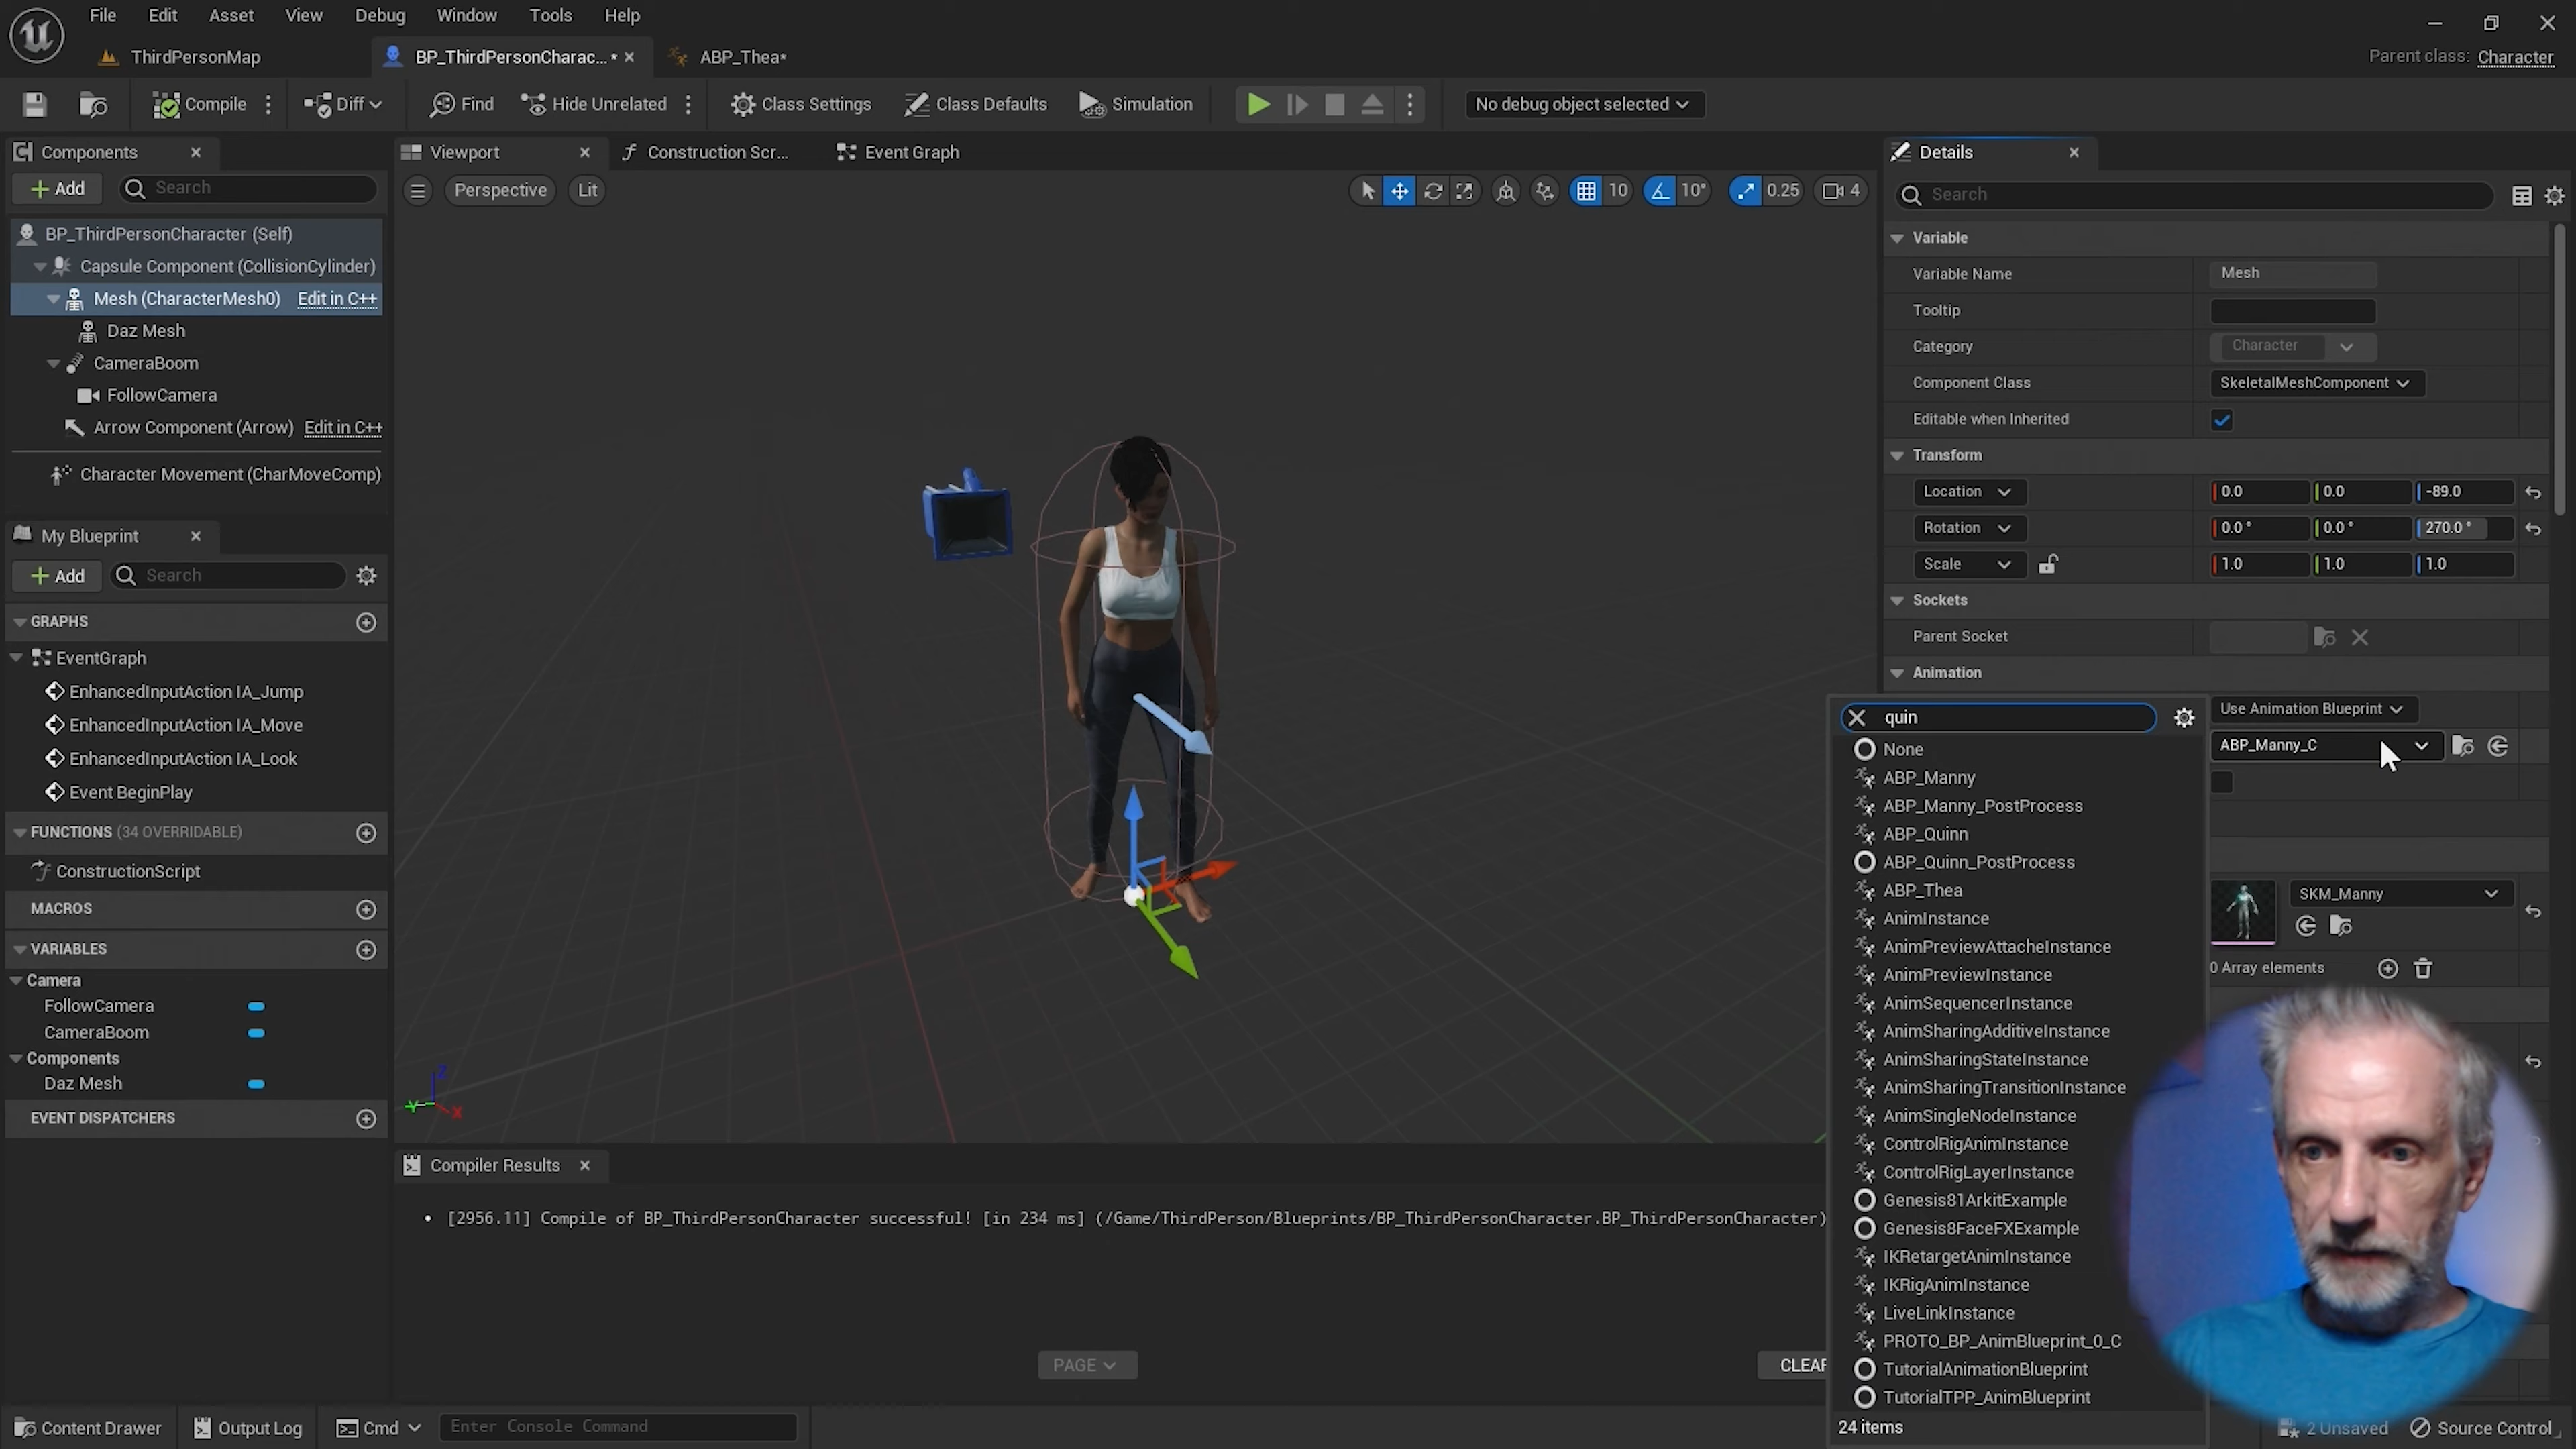 File Edit Asset View Debug Window Tools Help
ThirdPersonMap
BP_ThirdPersonCharac... *
ABP_Thea*
Parent class: Character
Compile
Diff
Find
Hide Unrelated
Class Settings
Class Defaults
Simulation
No debug object selected
Components
Add
Search
BP_ThirdPersonCharacter (Self)
Capsule Component (CollisionCylinder)
Mesh (CharacterMesh0) Edit in C++
Daz Mesh
CameraBoom
FollowCamera
Arrow Component (Arrow) Edit in C++
Character Movement (CharMoveComp)
My Blueprint
Add
Search
GRAPHS
EventGraph
EnhancedInputAction IA_Jump
EnhancedInputAction IA_Move
EnhancedInputAction IA_Look
Event BeginPlay
FUNCTIONS (34 OVERRIDABLE)
ConstructionScript
MACROS
VARIABLES
Camera
FollowCamera
CameraBoom
Components
Daz Mesh
EVENT DISPATCHERS
Viewport
Construction Scr...
Event Graph
Perspective
Lit
10
10°
0.25
4
Z
Y
X
Compiler Results
[2956.11] Compile of BP_ThirdPersonCharacter successful! [in 234 ms] (/Game/ThirdPerson/Blueprints/BP_ThirdPersonCharacter.BP_ThirdPersonCharacter)
PAGE
CLEAR
Details
Search
Variable
Variable Name Mesh
Tooltip
Category Character
Component Class SkeletalMeshComponent
Editable when Inherited
Transform
Location 0.0 0.0 -89.0
Rotation 0.0 ° 0.0 ° 270.0 °
Scale 1.0 1.0 1.0
Sockets
Parent Socket
Animation
Use Animation Blueprint
ABP_Manny_C
SKM_Manny
0 Array elements
quin
None
ABP_Manny
ABP_Manny_PostProcess
ABP_Quinn
ABP_Quinn_PostProcess
ABP_Thea
AnimInstance
AnimPreviewAttacheInstance
AnimPreviewInstance
AnimSequencerInstance
AnimSharingAdditiveInstance
AnimSharingStateInstance
AnimSharingTransitionInstance
AnimSingleNodeInstance
ControlRigAnimInstance
ControlRigLayerInstance
Genesis81ArkitExample
Genesis8FaceFXExample
IKRetargetAnimInstance
IKRigAnimInstance
LiveLinkInstance
PROTO_BP_AnimBlueprint_0_C
TutorialAnimationBlueprint
TutorialTPP_AnimBlueprint
24 items
Content Drawer
Output Log
Cmd
Enter Console Command
2 Unsaved
Source Control